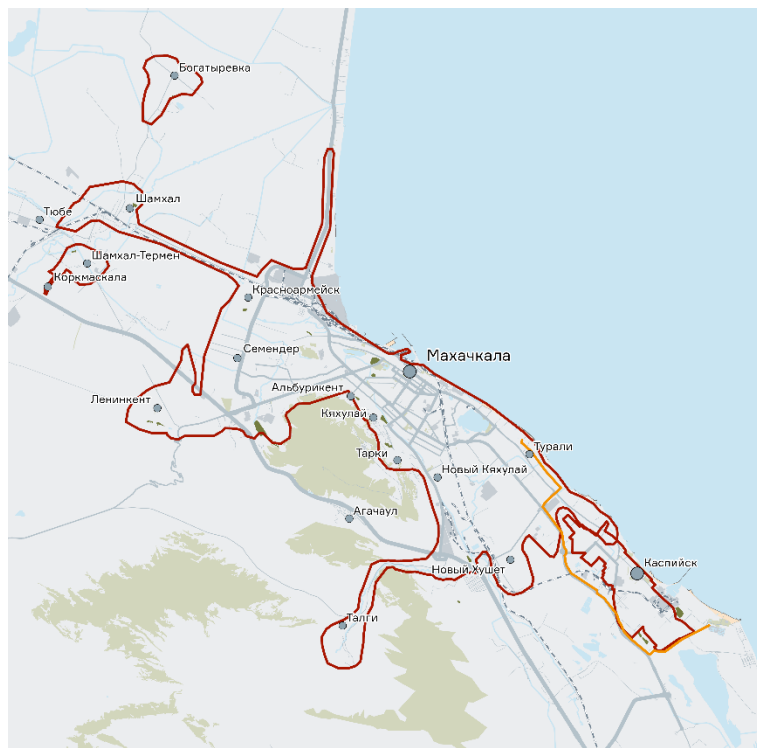 Богатыревка
Шамхал
Тюбе
Шамхал-Термен
Коркмаскала
Красноармейск
Семендер
Махачкала
Альбурикент
Ленинкент
Кяхулай
Турали
Тарки
Новый Кяхулай
Агачаул
Каспийск
Новый Хушет
Талги